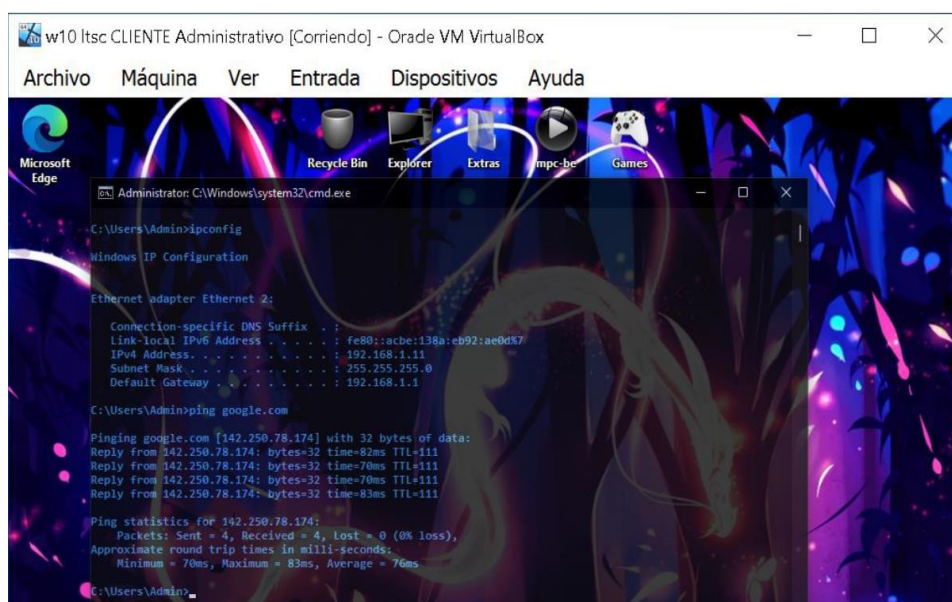 w10 ltsc CLIENTE Administrativo [Corriendo] - Oracle VM VirtualBox
Archivo Máquina Ver Entrada Dispositivos Ayuda
Microsoft Edge
Recycle Bin
Explorer
Extras
mpc-be
Games
Administrator: C:\Windows\system32\cmd.exe
C:\Users\Admin>ipconfig
Windows IP Configuration
Ethernet adapter Ethernet 2:
Connection-specific DNS Suffix . :
Link-local IPv6 Address . . . . . : fe80::acbe:138a:eb92:ae0d%7
IPv4 Address. . . . . . . . . . . : 192.168.1.11
Subnet Mask . . . . . . . . . . . : 255.255.255.0
Default Gateway . . . . . . . . . : 192.168.1.1
C:\Users\Admin>ping google.com
Pinging google.com [142.250.78.174] with 32 bytes of data:
Reply from 142.250.78.174: bytes=32 time=82ms TTL=111
Reply from 142.250.78.174: bytes=32 time=70ms TTL=111
Reply from 142.250.78.174: bytes=32 time=70ms TTL=111
Reply from 142.250.78.174: bytes=32 time=83ms TTL=111
Ping statistics for 142.250.78.174:
Packets: Sent = 4, Received = 4, Lost = 0 (0% loss),
Approximate round trip times in milli-seconds:
Minimum = 70ms, Maximum = 83ms, Average = 76ms
C:\Users\Admin>